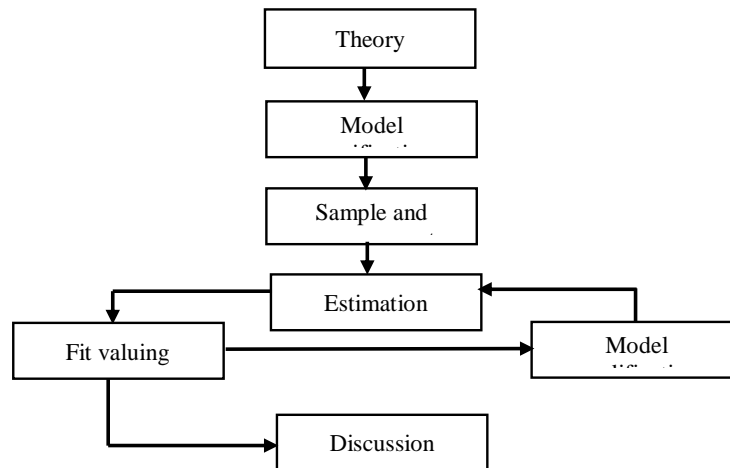 Theory
Model
Sample and
Estimation
Fit valuing
Model
Discussion